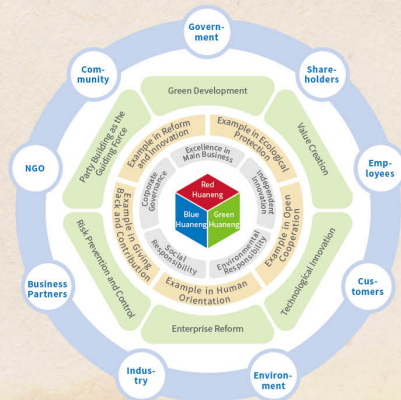 Govern-
ment
Share-
holders
Emp-
loyees
Cus-
tomers
Environ-
ment
Indus-
try
Business
Partners
NGO
Com-
munity
Green Development
Value Creation
Technological Innovation
Enterprise Reform
Risk Prevention and Control
Party Building as the
Guiding Force
Example in Ecological
Protection
Example in Open
Cooperation
Example in Human
Orientation
Example in Giving
Back and Contribution
Example in Reform
and Innovation
Excellence in
Main Business
Independent
Innovation
Environmental
Responsibility
Social
Responsibility
Corporate
Governance
Red
Huaneng
Blue
Huaneng
Green
Huaneng